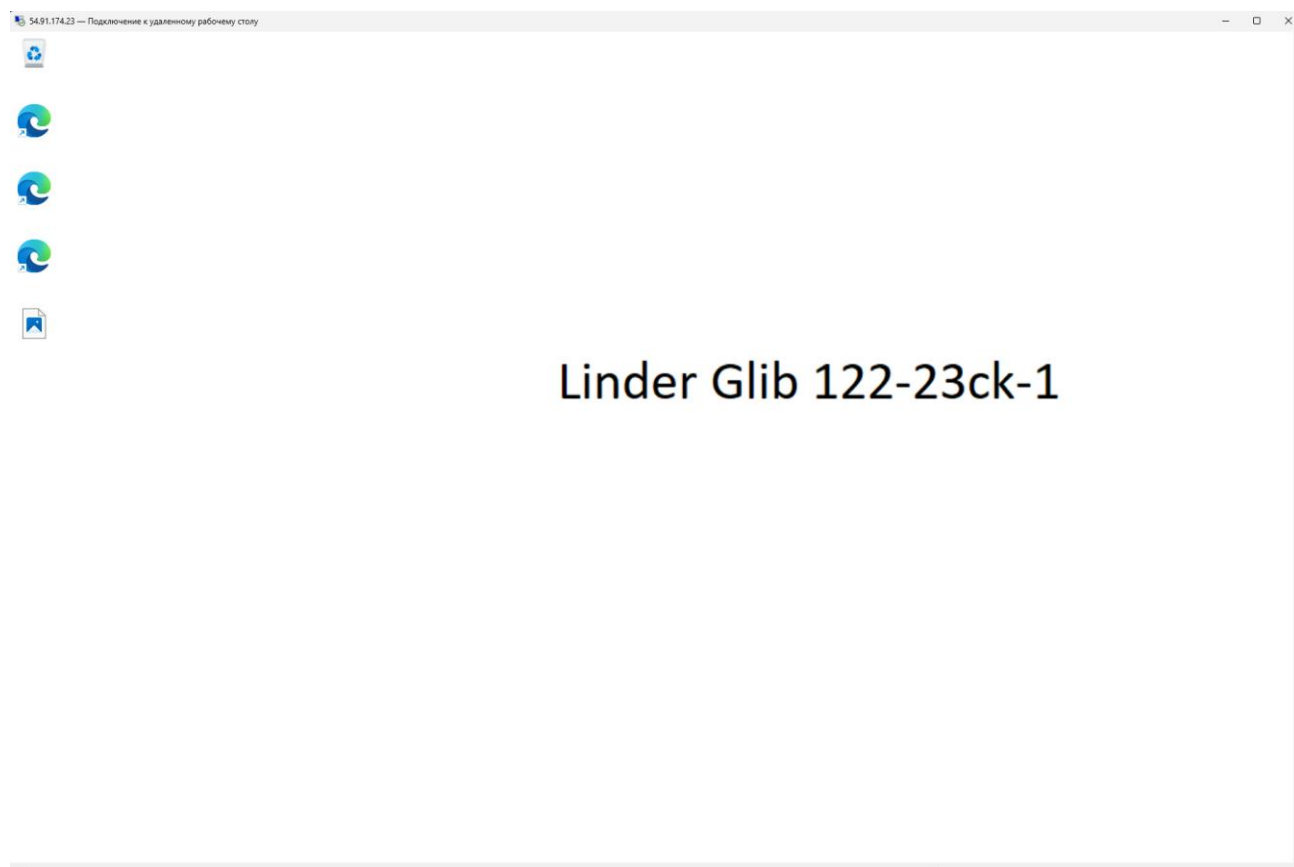 54.91.174.23 — Подключение к удаленному рабочему столу
Linder Glib 122-23ck-1